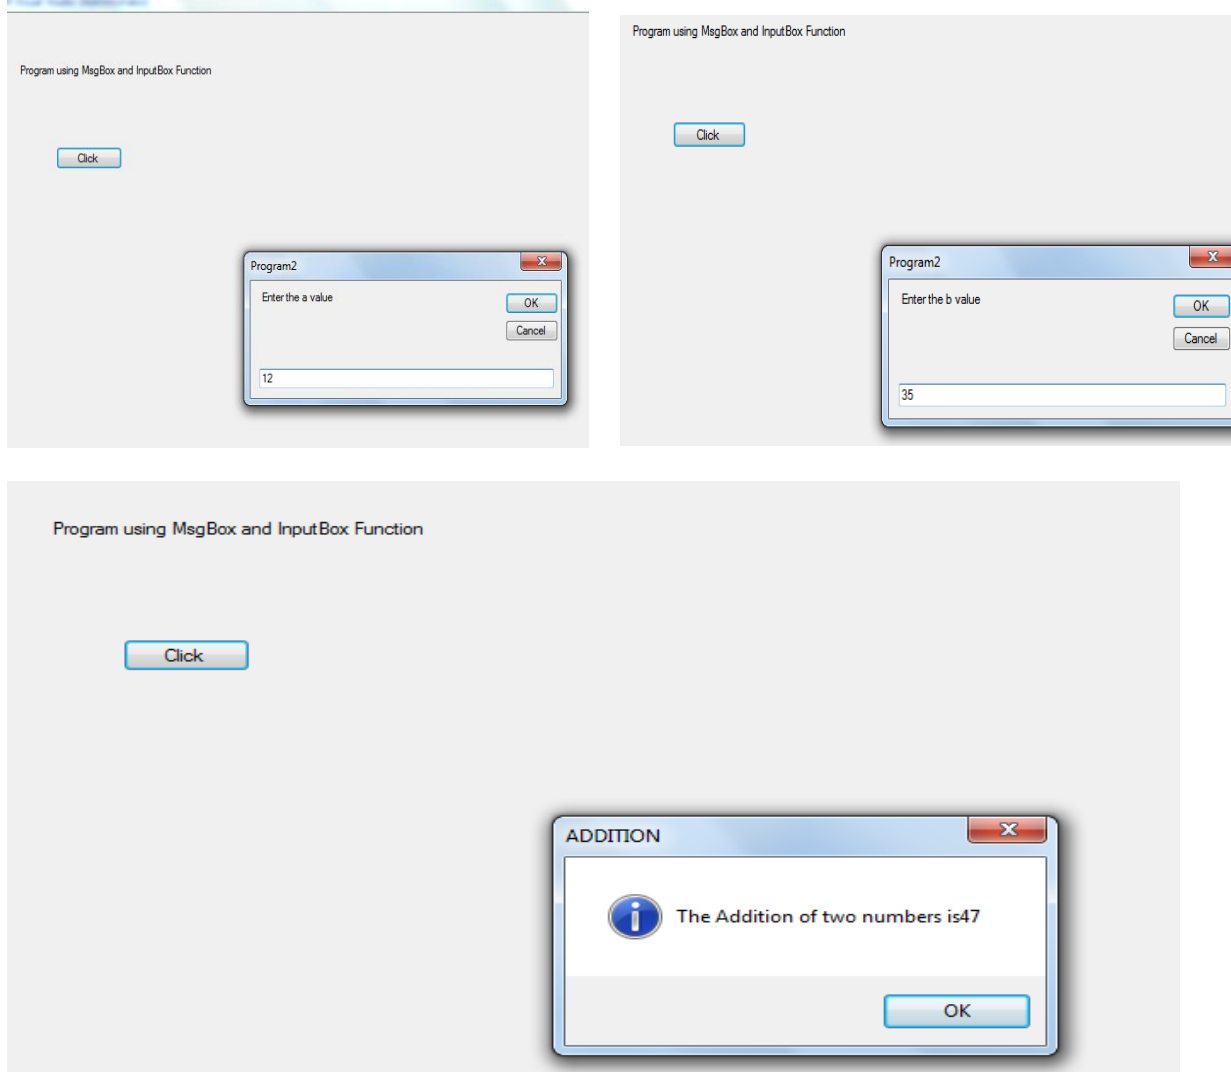 Program using MsgBox and InputBox Function
Click
Program2
Enter the a value
OK
Cancel
12
Program using MsgBox and InputBox Function
Click
Program2
Enter the b value
OK
Cancel
35
Program using MsgBox and InputBox Function
Click
ADDITION
The Addition of two numbers is47
OK